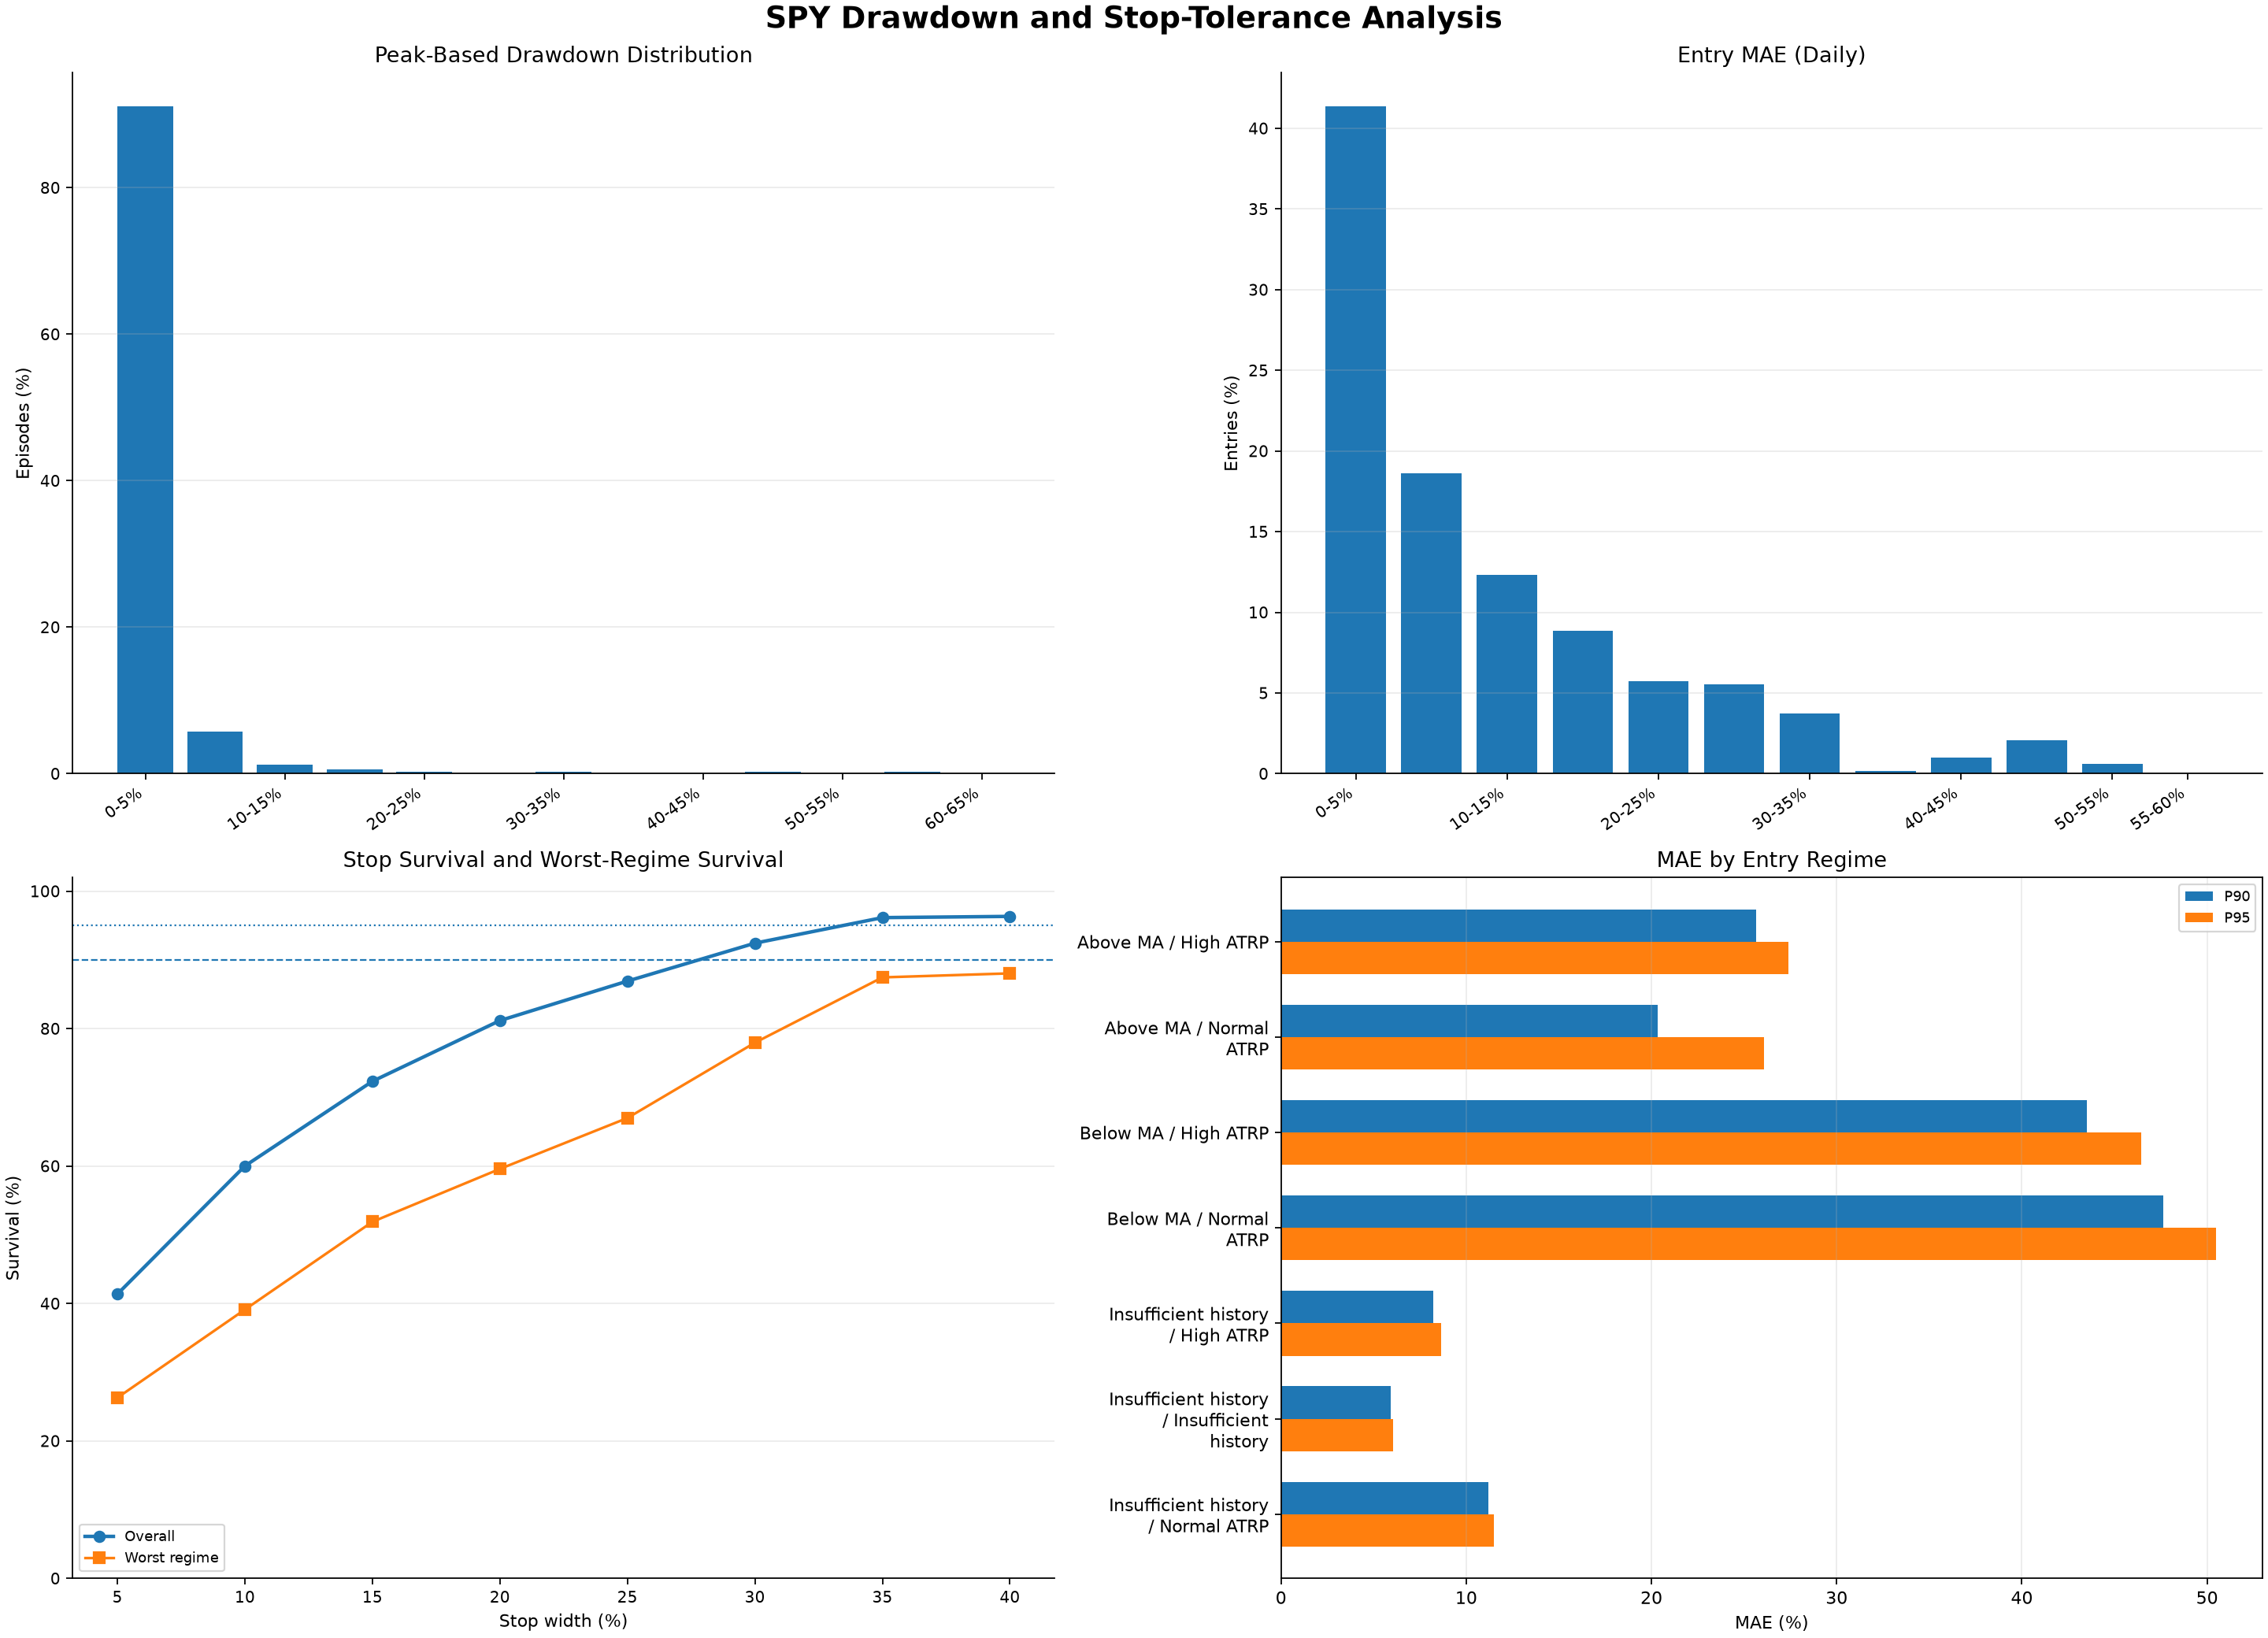 SPY Drawdown and Stop-Tolerance Analysis
Peak-Based Drawdown Distribution
Episodes (%)
80
60
40
20
0
0-5%
10-15%
20-25%
30-35%
40-45%
50-55%
60-65%
Entry MAE (Daily)
Entries (%)
40
35
30
25
20
15
10
5
0
0-5%
10-15%
20-25%
30-35%
40-45%
50-55%
55-60%
Stop Survival and Worst-Regime Survival
Survival (%)
100
80
60
40
20
0
Overall
Worst regime
5
10
15
20
25
30
35
40
Stop width (%)
MAE by Entry Regime
P90
P95
Above MA / High ATRP
Above MA / Normal
ATRP
Below MA / High ATRP
Below MA / Normal
ATRP
Insufficient history
/ High ATRP
Insufficient history
/ Insufficient
history
Insufficient history
/ Normal ATRP
0
10
20
30
40
50
MAE (%)